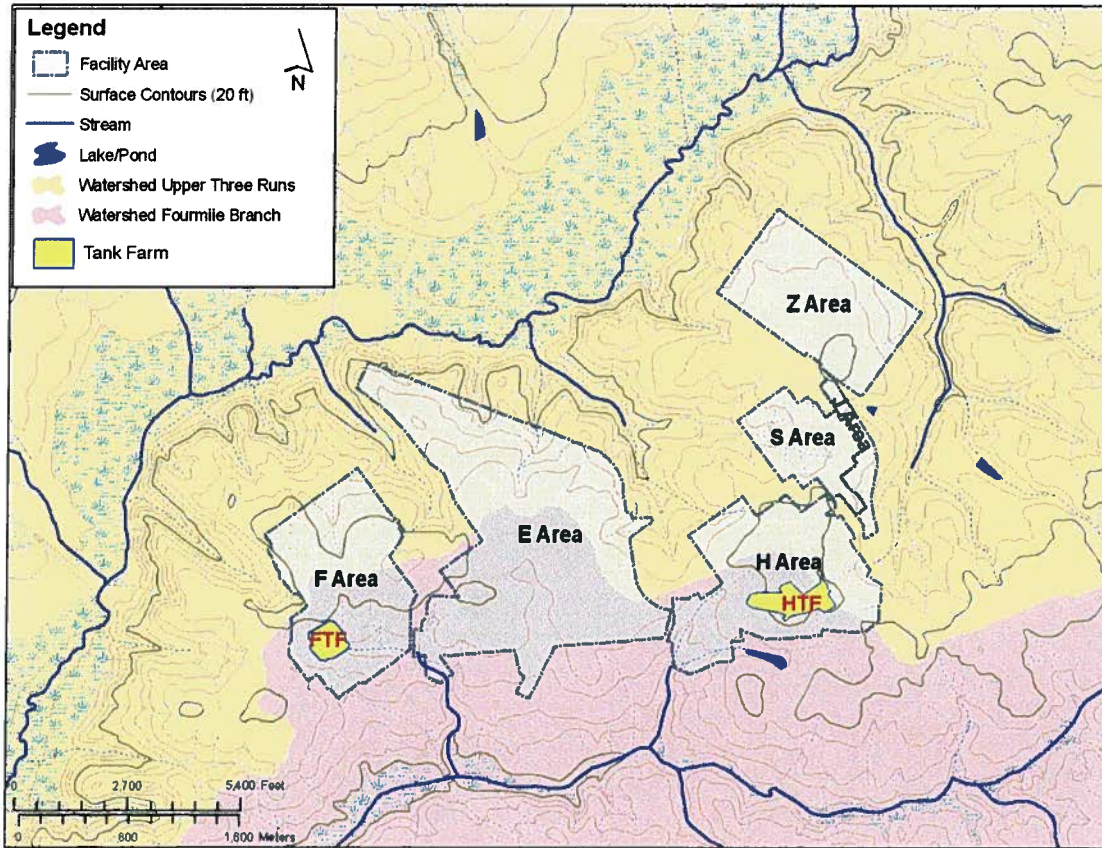 Legend
Facility Area
Surface Contours (20 ft)
Stream
Lake/Pond
Watershed Upper Three Runs
Watershed Fourmile Branch
Tank Farm
N
Z Area
S Area
J Area
E Area
H Area
HTF
F Area
FTF
0 2,700 5,400 Feet
0 800 1,600 Meters